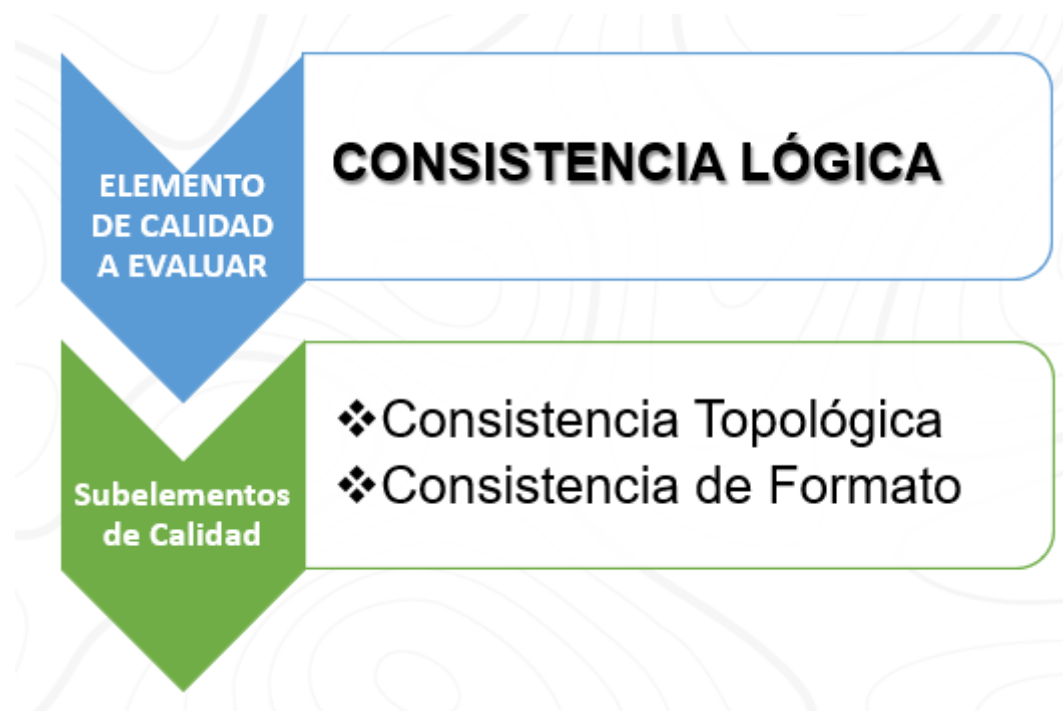 ELEMENTO
DE CALIDAD
A EVALUAR
CONSISTENCIA LÓGICA
Subelementos
de Calidad
❖Consistencia Topológica
❖Consistencia de Formato